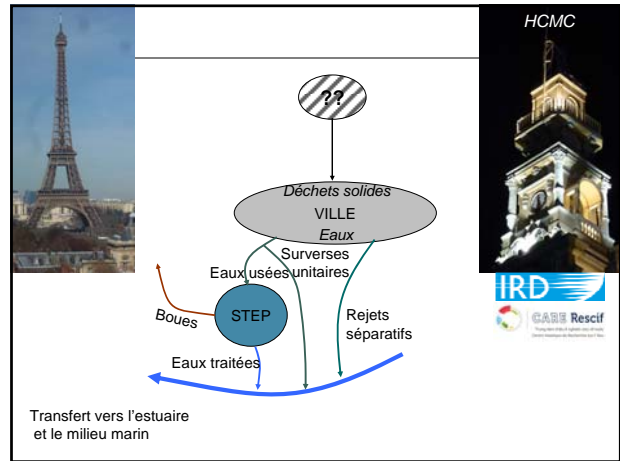 HCMC
??
Déchets solides
VILLE
Eaux
Surverses
unitaires
Eaux usées
Boues
STEP
Rejets
séparatifs
Eaux traitées
IRD
CARE Rescif
Transfert vers l'estuaire
et le milieu marin